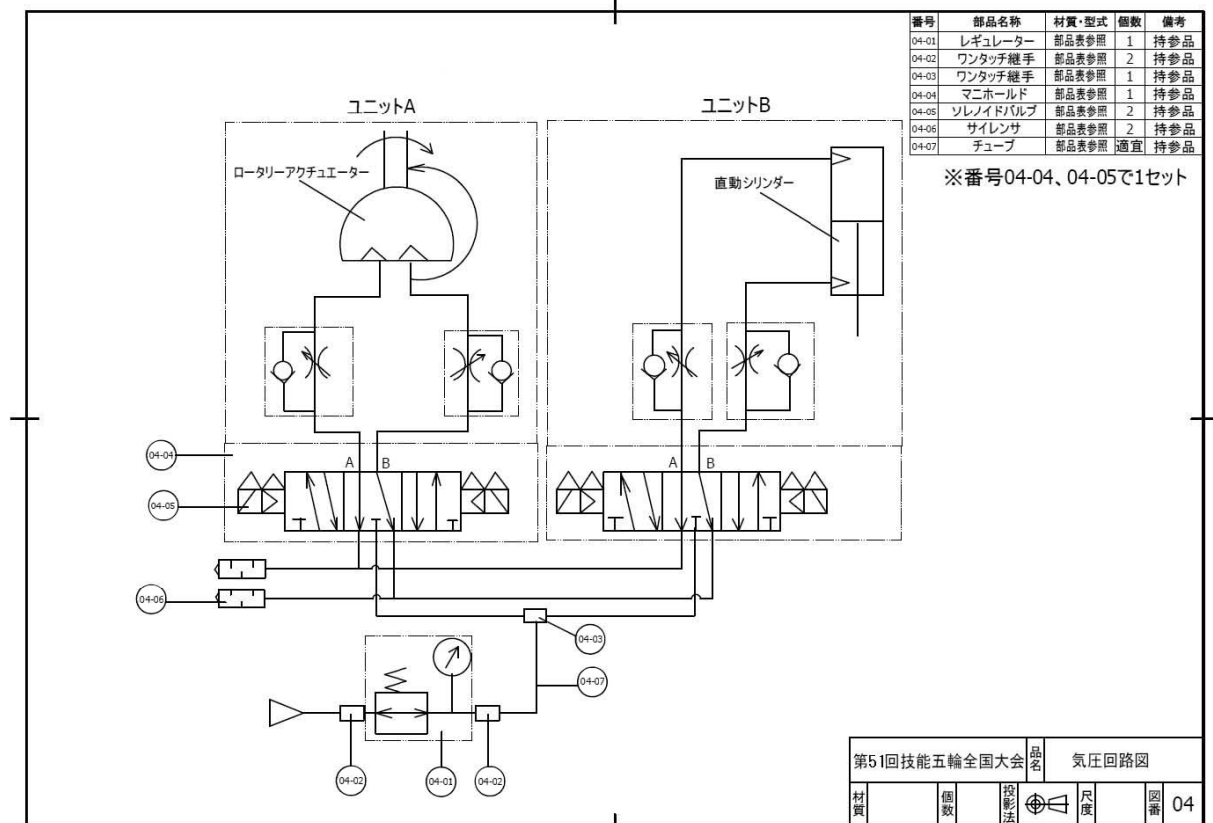 番号 部品名称 材質・型式 個数 備考
04-01 レギュレーター 部品表参照 1 持参品
04-02 ワンタッチ継手 部品表参照 2 持参品
04-03 ワンタッチ継手 部品表参照 1 持参品
04-04 マニホールド 部品表参照 1 持参品
04-05 ソレノイドバルブ 部品表参照 2 持参品
04-06 サイレンサ 部品表参照 2 持参品
04-07 チューブ 部品表参照 適宜 持参品
※番号04-04、04-05で1セット
ユニットA
ユニットB
ロータリーアクチュエーター
直動シリンダー
04-04
A B
A B
04-05
04-06
04-03
04-07
04-02
04-01
04-02
第51回技能五輪全国大会 品名 気圧回路図
材質 個数 投影法 尺度 図番 04